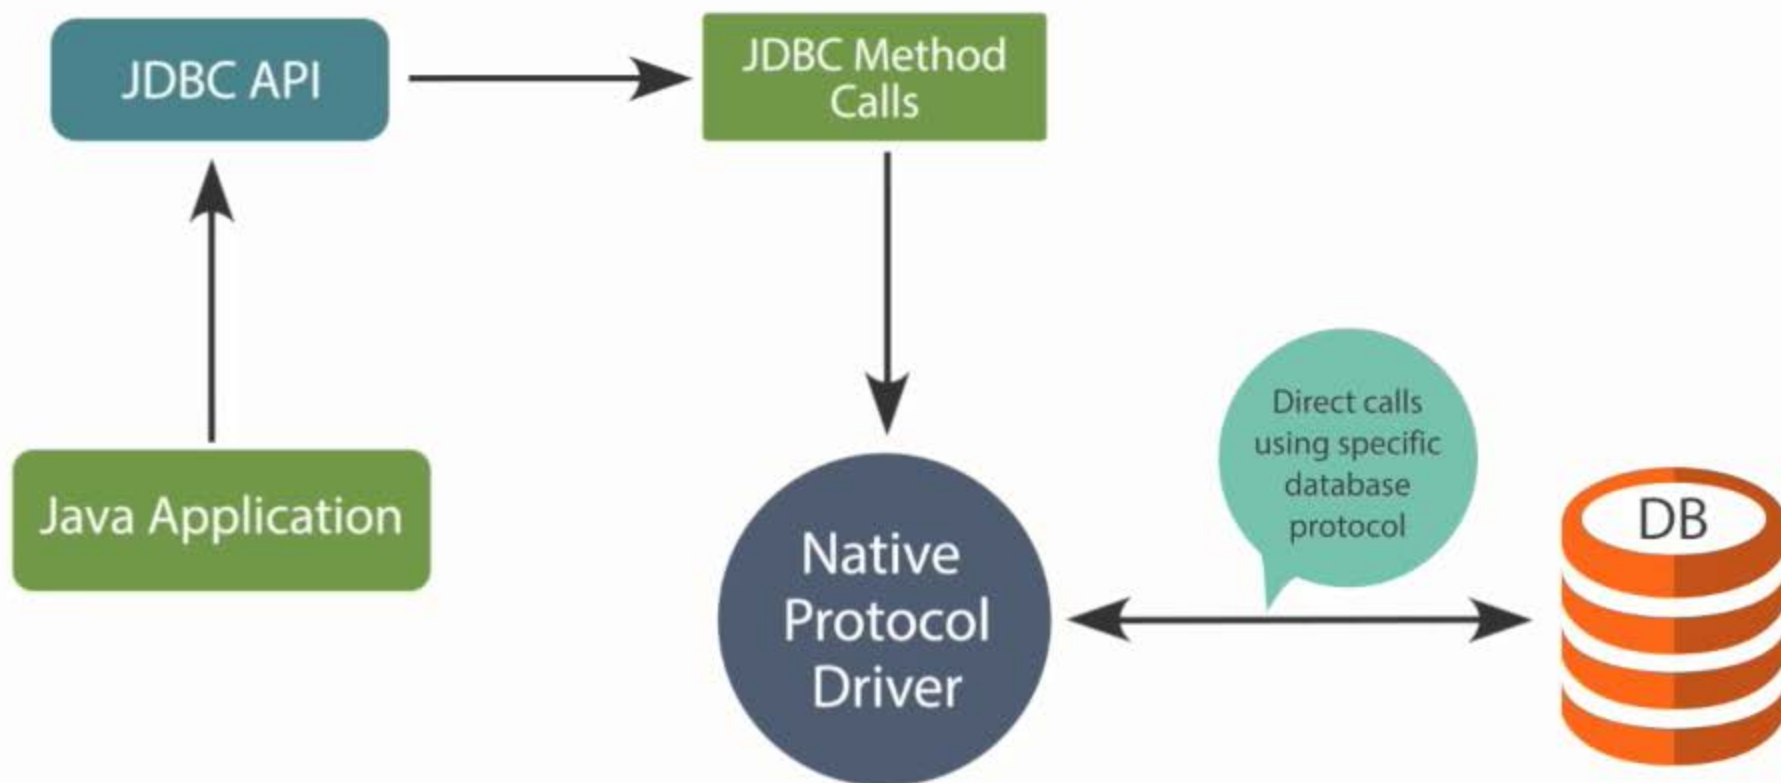 JDBC API
JDBC Method
Calls
Java Application
Native
Protocol
Driver
Direct calls
using specific
database
protocol
DB